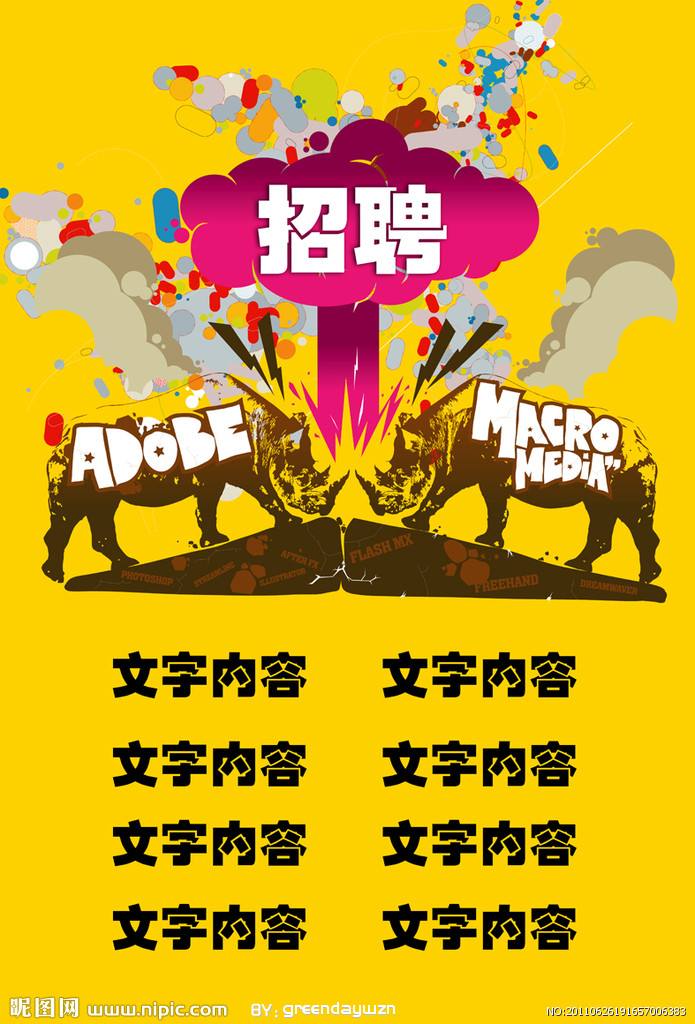 招聘
ADOBE
MACRO
MEDIA"
PHOTOSHOP
STREAMLINE
AFTER FX
ILLUSTRATOR
FLASH MX
FREEHAND
DREAMWAVER
文字内容 文字内容
文字内容 文字内容
文字内容 文字内容
文字内容 文字内容
昵图网 www.nipic.com BY: greendaywzn NO:20110626191657006383